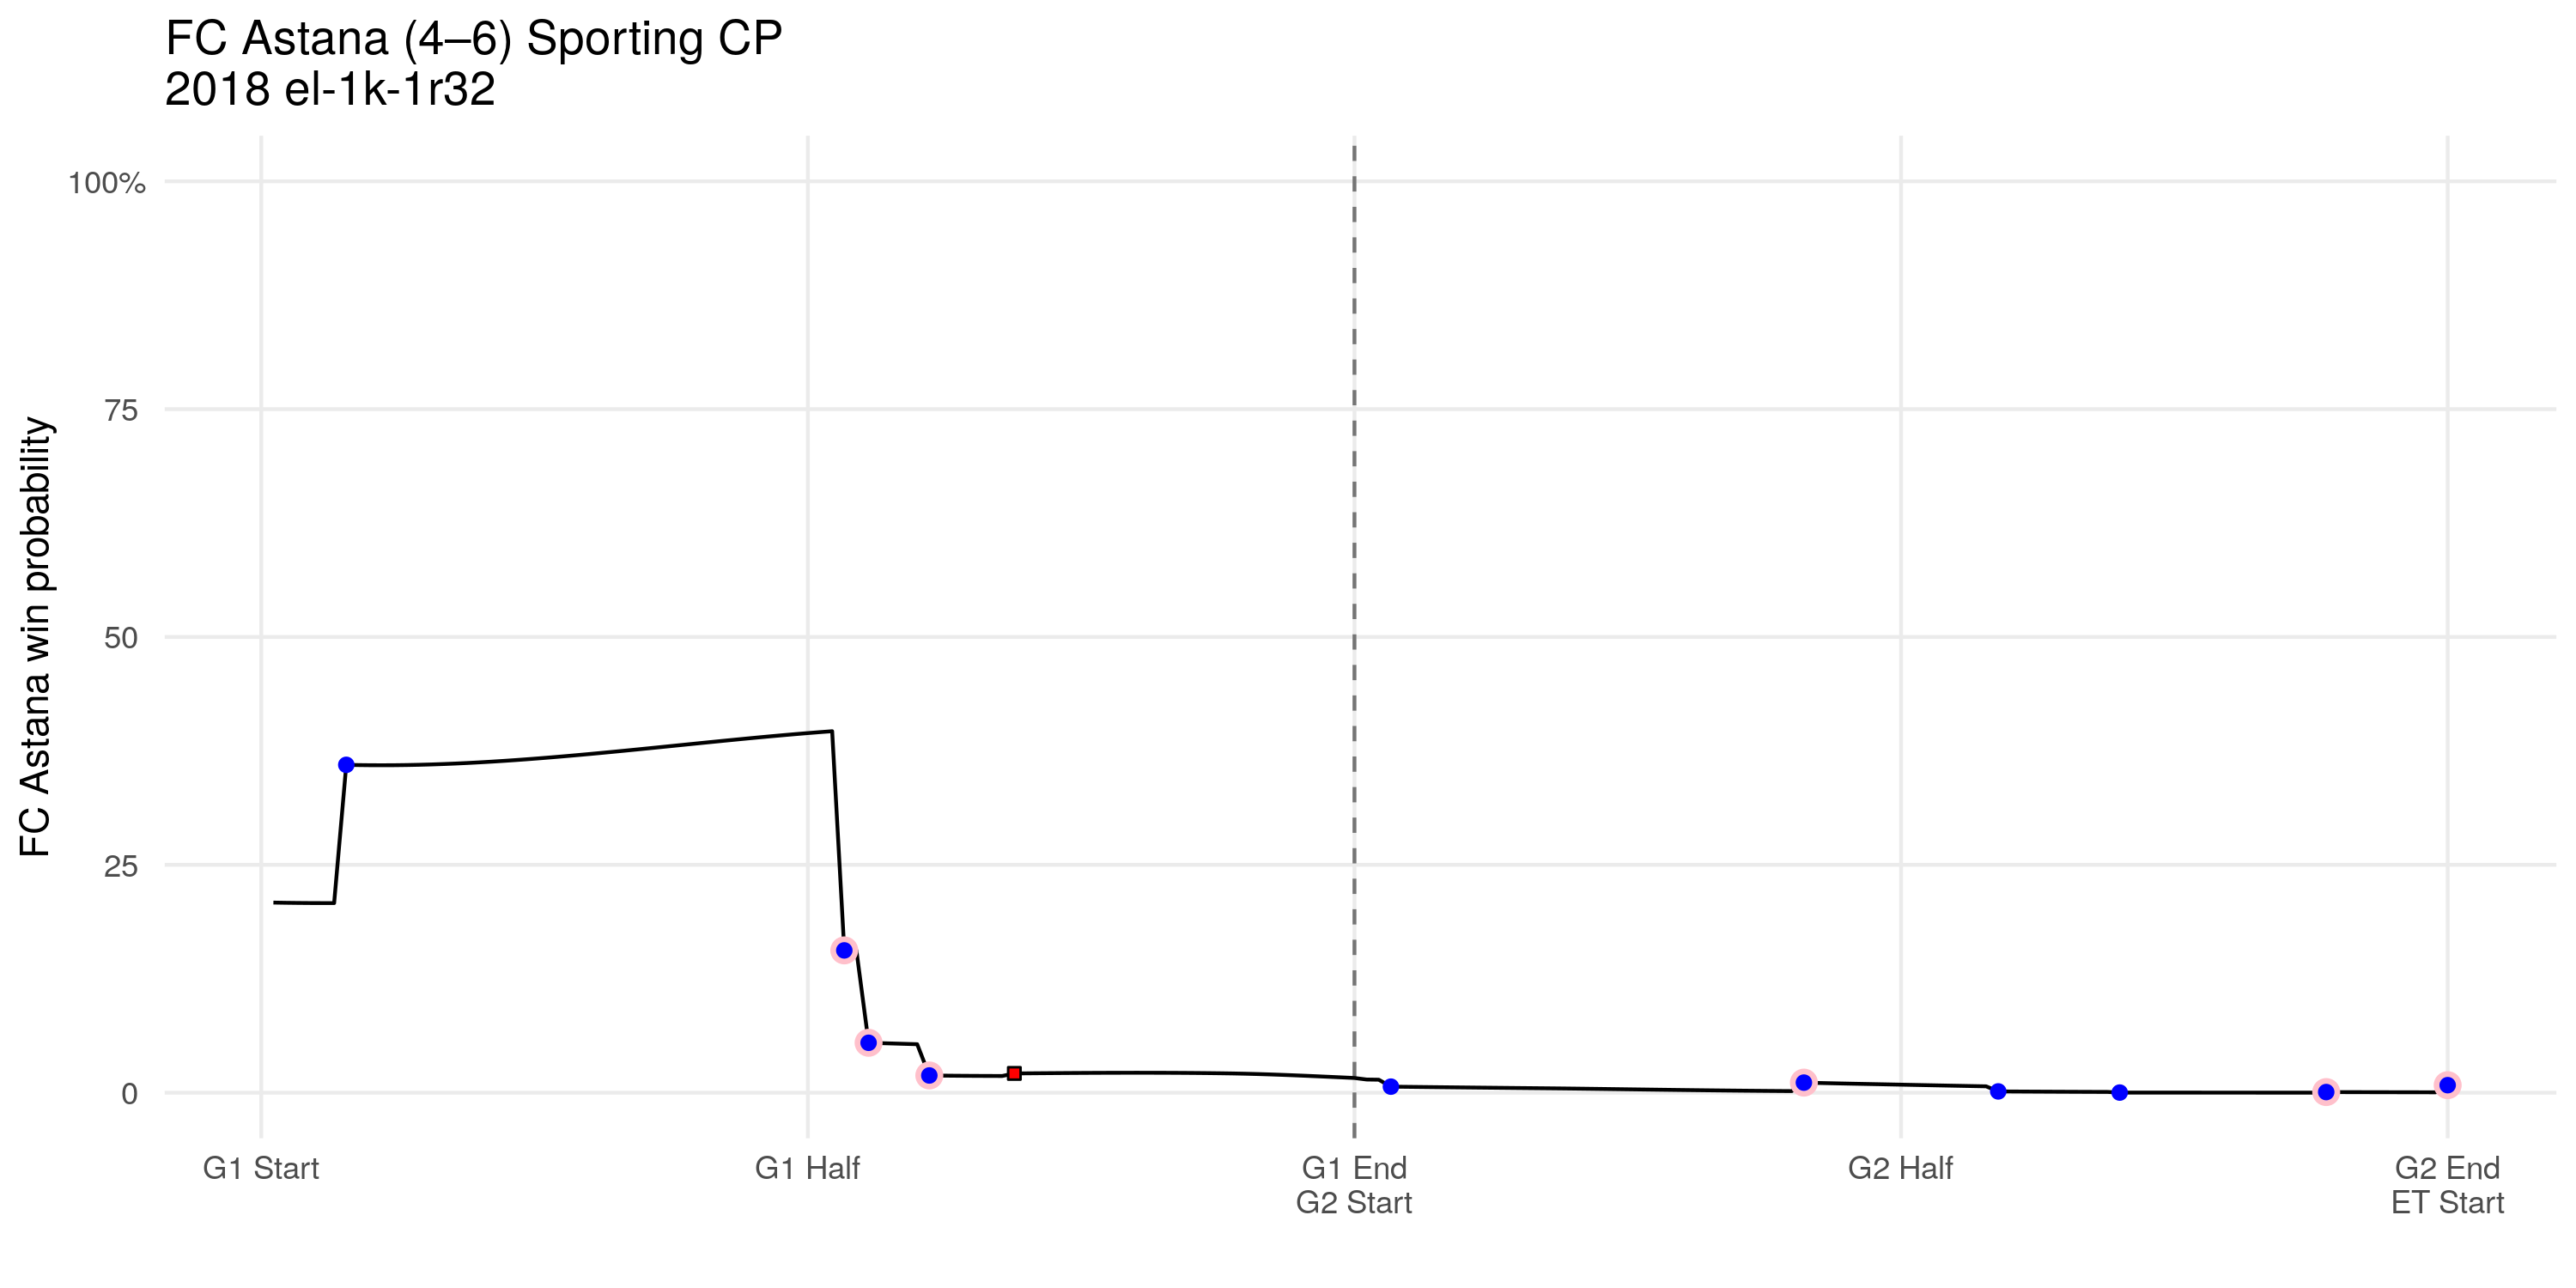 FC Astana (4–6) Sporting CP
2018 el-1k-1r32
FC Astana win probability
100%
75
50
25
0
G1 Start
G1 Half
G1 End
G2 Start
G2 Half
G2 End
ET Start